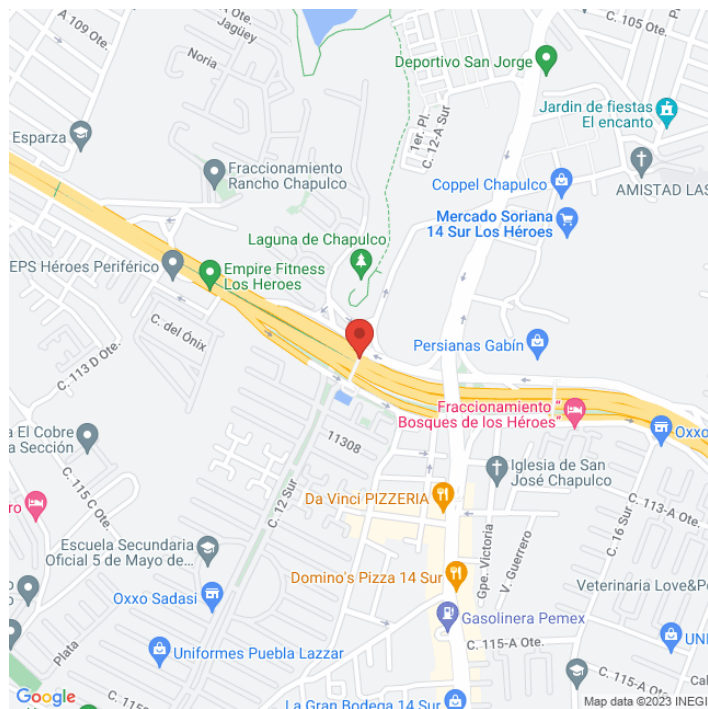 A 109 Ote.
Jagüey
C. 105 Ote.
Noria
Deportivo San Jorge
1er. Pl.
C. 12-A Sur
Jardin de fiestas
El encanto
Esparza
Fraccionamiento
Rancho Chapulco
Coppel Chapulco
AMISTAD LAS
Mercado Soriana
14 Sur Los Héroes
Laguna de Chapulco
EPS Héroes Periférico
Empire Fitness
Los Heroes
C. del Ónix
Persianas Gabín
C. 113 D Ote.
Fraccionamiento "
Bosques de los Héroes"
a El Cobre
a Sección
11308
Oxxo
Iglesia de San
José Chapulco
C. 12 Sur
Da Vinci PIZZERIA
C. 115 C Ote.
ro
C. 113-A Ote.
C. 16 Sur
Gpe. Victoria
V. Guerrero
Escuela Secundaria
Oficial 5 de Mayo de...
Domino's Pizza 14 Sur
Veterinaria Love&P
Oxxo Sadasi
Gasolinera Pemex
Plata
Uniformes Puebla Lazzar
C. 115-A Ote.
UNI
C. 115-A Ote.
Cal
C. 115C
La Gran Bodega 14 Sur
Google
Map data ©2023 INEGI